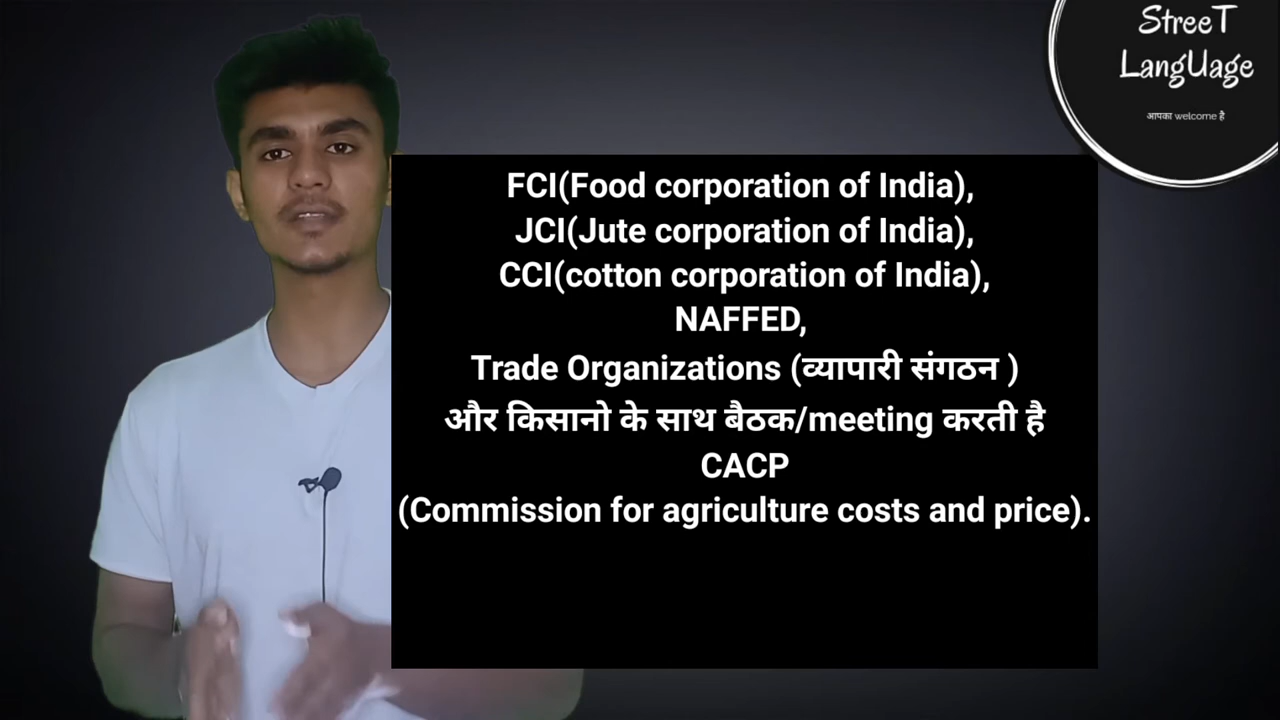 StreeT
LangUage
आपका welcome है
FCI(Food corporation of India),
JCI(Jute corporation of India),
CCI(cotton corporation of India),
NAFFED,
Trade Organizations (व्यापारी संगठन )
और किसानो के साथ बैठक/meeting करती है
CACP
(Commission for agriculture costs and price).